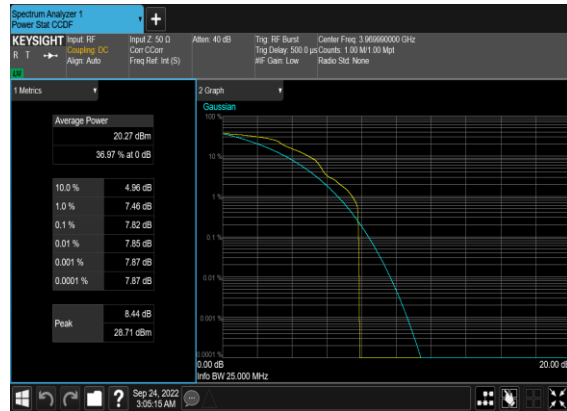 Spectrum Analyzer 1
Power Stat CCDF
KEYSIGHT Input: RF Input Z: 50 Ω Atten: 40 dB Trig: RF Burst Center Freq: 3.969990000 GHz
R T Coupling: DC Corr CCorr Trig Delay: 500.0 µs Counts: 1.00 M/1.00 Mpt
Align: Auto Freq Ref: Int (S) #IF Gain: Low Radio Std: None
1 Metrics
2 Graph
Gaussian
Average Power
20.27 dBm
36.97 % at 0 dB
10.0 % 4.96 dB
1.0 % 7.46 dB
0.1 % 7.82 dB
0.01 % 7.85 dB
0.001 % 7.87 dB
0.0001 % 7.87 dB
Peak
8.44 dB
28.71 dBm
100 %
10 %
1 %
0.1 %
0.01 %
0.001 %
0.0001 %
0.00 dB 20.00 dB
Info BW 25.000 MHz
Sep 24, 2022
3:05:15 AM